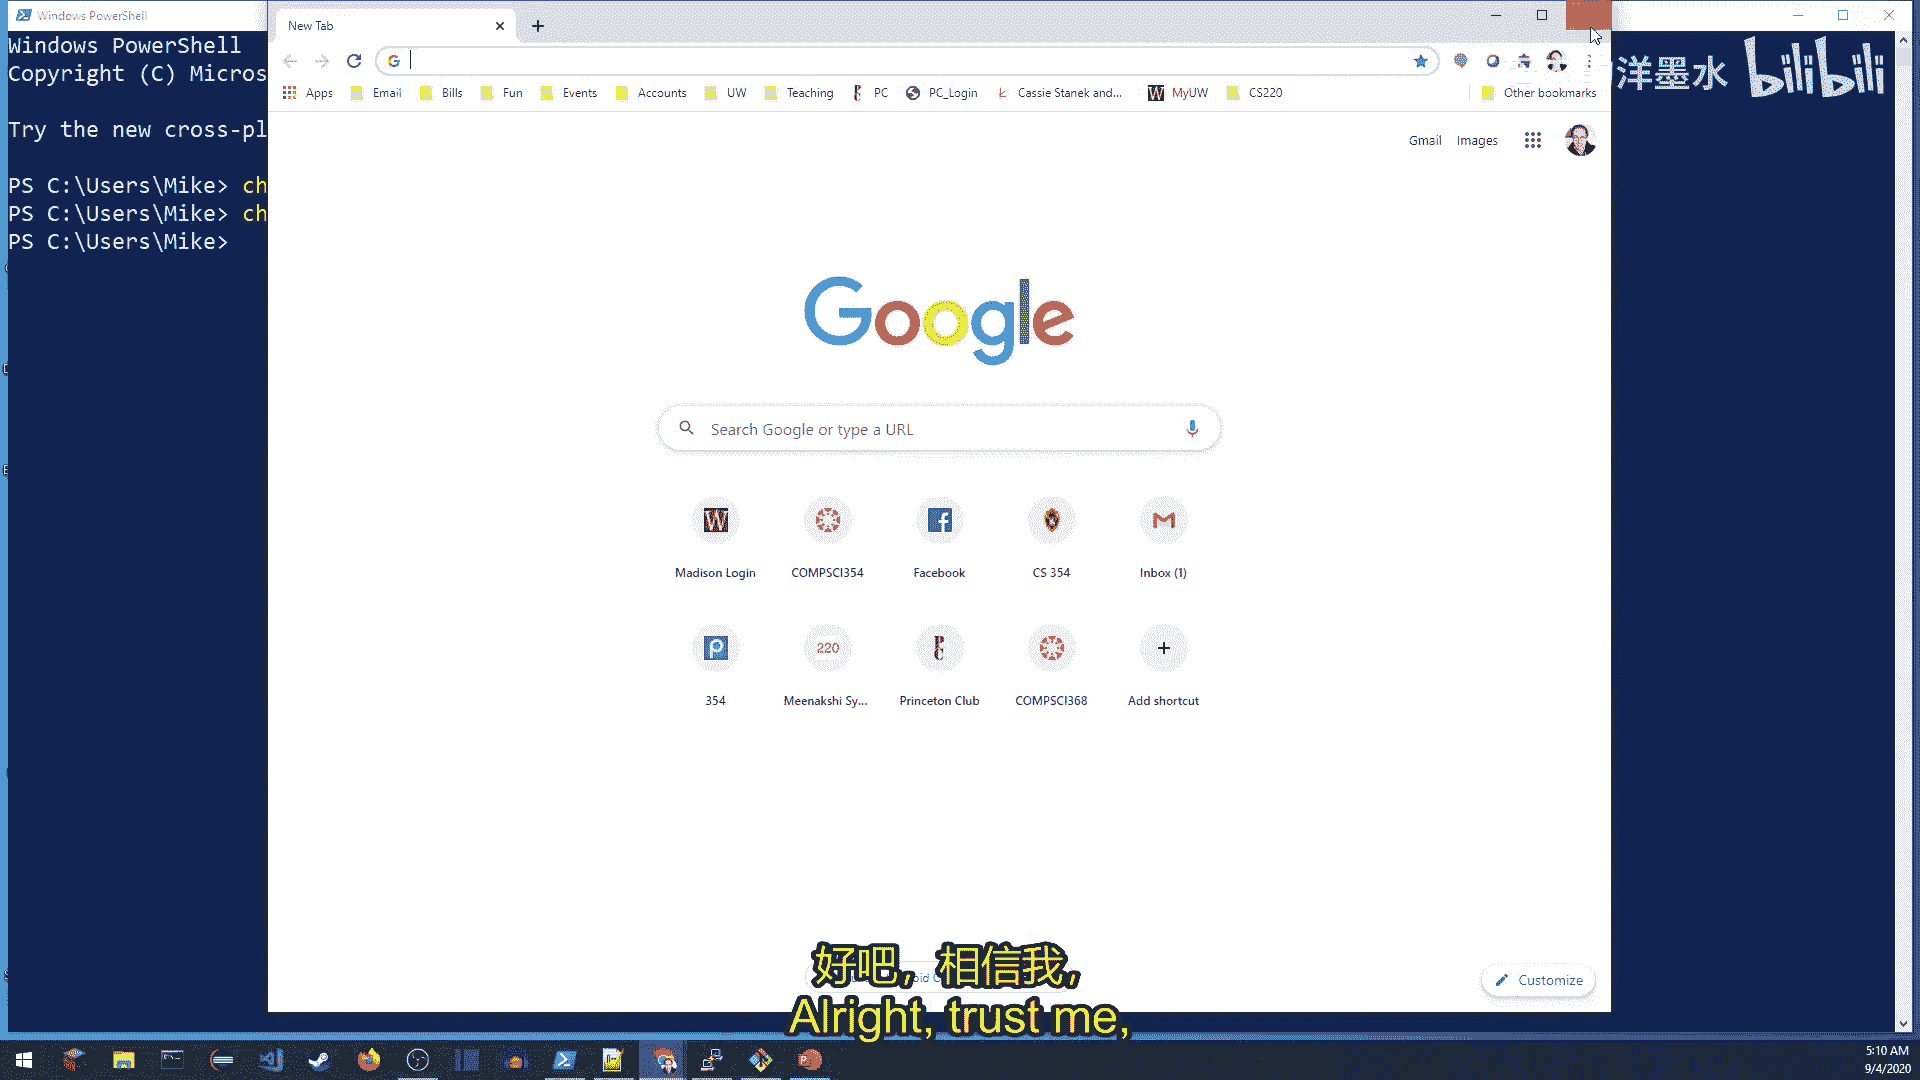 Windows PowerShell
New Tab
Windows PowerShell
Copyright (C) Micros
Try the new cross-pl
PS C:\Users\Mike> ch
PS C:\Users\Mike> ch
PS C:\Users\Mike>
洋墨水 bilibili
Apps Email Bills Fun Events Accounts UW Teaching PC PC_Login Cassie Stanek and... MyUW CS220 Other bookmarks
Gmail Images
Google
Search Google or type a URL
Madison Login COMPSCI354 Facebook CS 354 Inbox (1)
220
354 Meenakshi Sy... Princeton Club COMPSCI368 Add shortcut
Customize
好吧，相信我，
Alright, trust me,
5:10 AM
9/4/2020